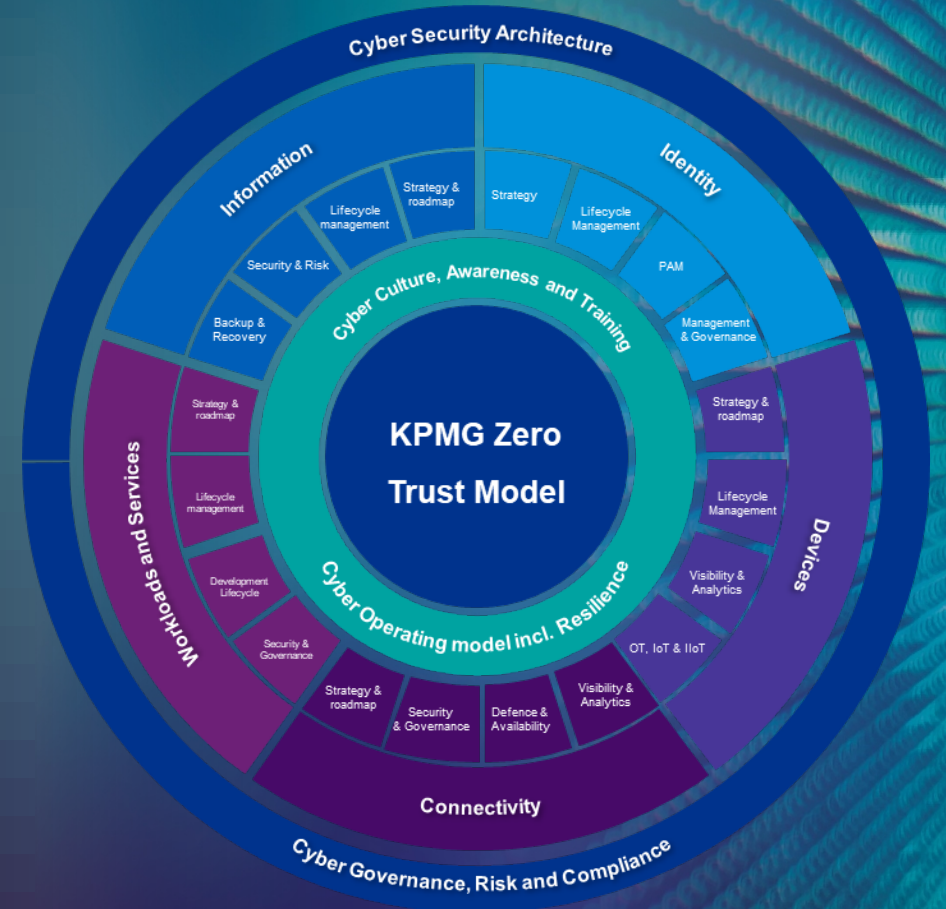 Cyber Security Architecture
Information
Strategy &
roadmap
Lifecycle
management
Security & Risk
Backup &
Recovery
Identity
Strategy
Lifecycle
Management
PAM
Management
& Governance
Cyber Culture, Awareness and Training
KPMG Zero
Trust Model
Cyber Operating model incl. Resilience
Devices
Strategy &
roadmap
Lifecycle
Management
Visibility &
Analytics
OT, IoT & IIoT
Workloads and Services
Strategy &
roadmap
Lifecycle
management
Development
Lifecycle
Security &
Governance
Connectivity
Strategy &
roadmap
Security
& Governance
Defence &
Availability
Visibility &
Analytics
Cyber Governance, Risk and Compliance